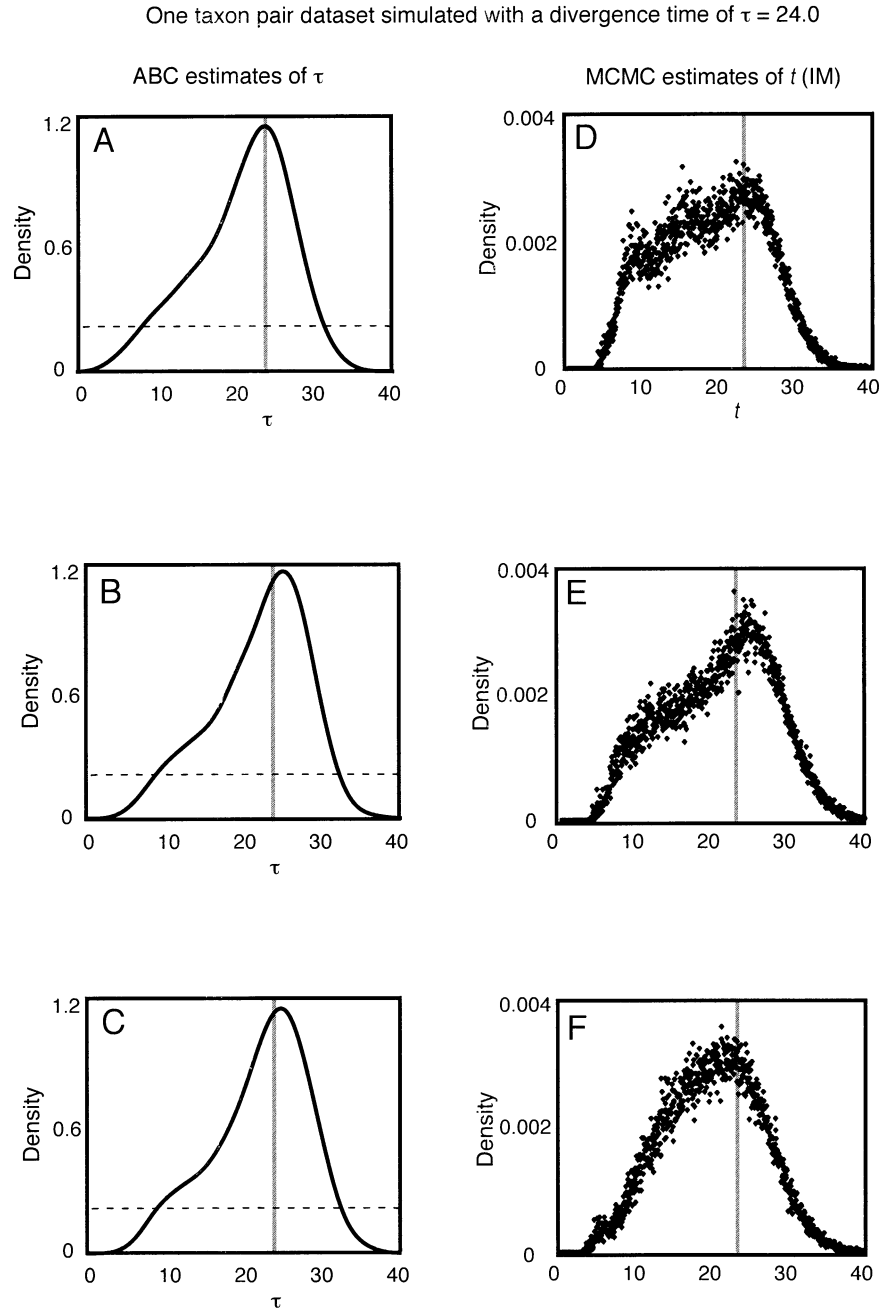 One taxon pair dataset simulated with a divergence time of τ = 24.0
ABC estimates of τ
MCMC estimates of t (IM)
A
1.2
0.6
0
Density
0 10 20 30 40
τ
D
0.004
0.002
0
Density
0 10 20 30 40
t
B
1.2
0.6
0
Density
0 10 20 30 40
τ
E
0.004
0.002
0
Density
0 10 20 30 40
C
1.2
0.6
0
Density
0 10 20 30 40
τ
F
0.004
0.002
0
Density
0 10 20 30 40